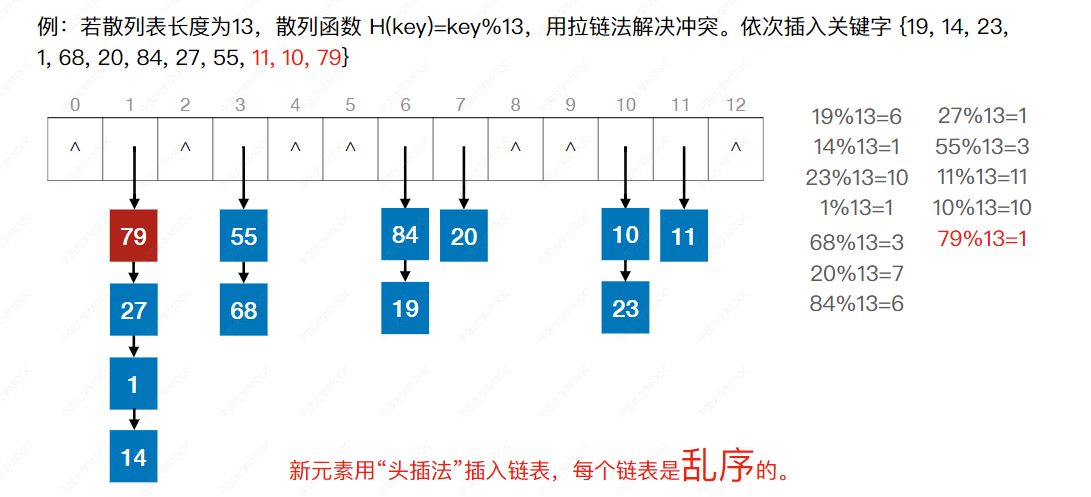 例：若散列表长度为13，散列函数 H(key)=key%13，用拉链法解决冲突。依次插入关键字 {19, 14, 23,
1, 68, 20, 84, 27, 55, 11, 10, 79}
0 1 2 3 4 5 6 7 8 9 10 11 12
^ ^ ^ ^ ^ ^ ^
79 55 84 20 10 11
27 68 19 23
1
14
19%13=6
14%13=1
23%13=10
1%13=1
68%13=3
20%13=7
84%13=6
27%13=1
55%13=3
11%13=11
10%13=10
79%13=1
新元素用“头插法”插入链表，每个链表是乱序的。